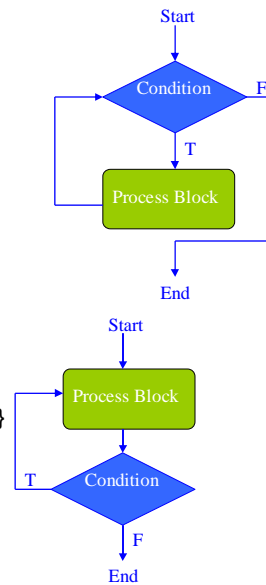 Start
Condition
F
T
Process Block
End
Start
Process Block
}
T
Condition
F
End